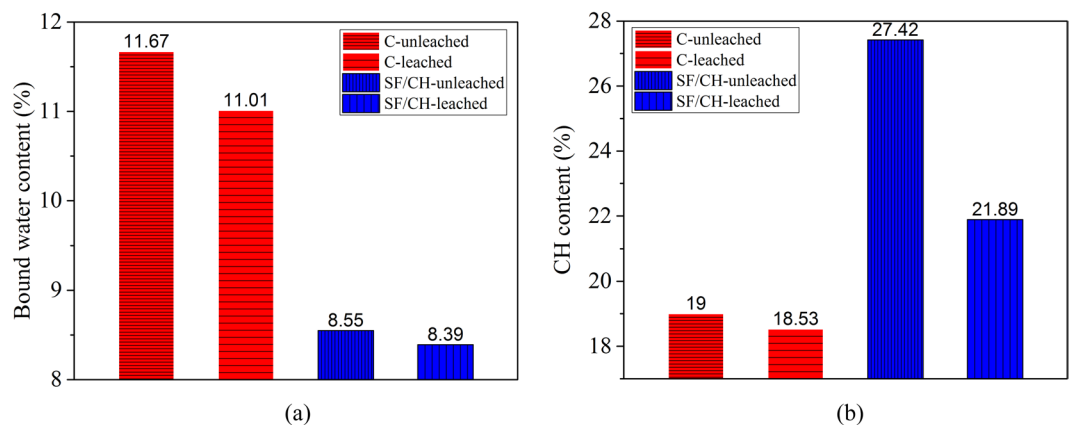 Bound water content (%)
12
11
10
9
8
11.67
11.01
8.55
8.39
C-unleached
C-leached
SF/CH-unleached
SF/CH-leached
(a)
CH content (%)
28
26
24
22
20
18
19
18.53
27.42
21.89
C-unleached
C-leached
SF/CH-unleached
SF/CH-leached
(b)